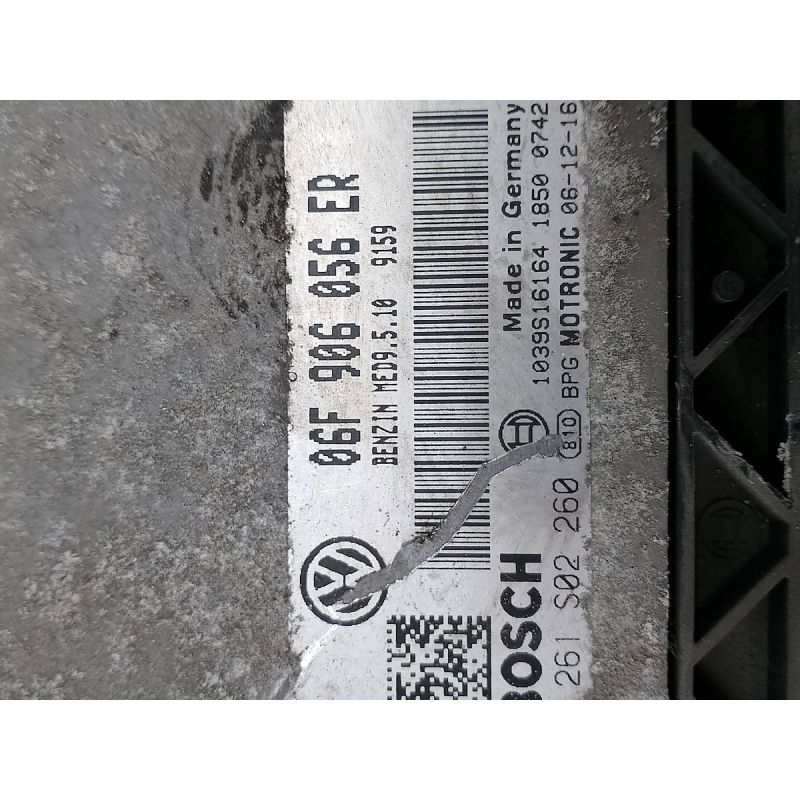 06F 906 056 ER
BENZIN MED9.5.10 9159
Made in Germany
BOSCH 1039S16164 1850 0742
261 S02 260 810 BPG MOTRONIC 06-12-16